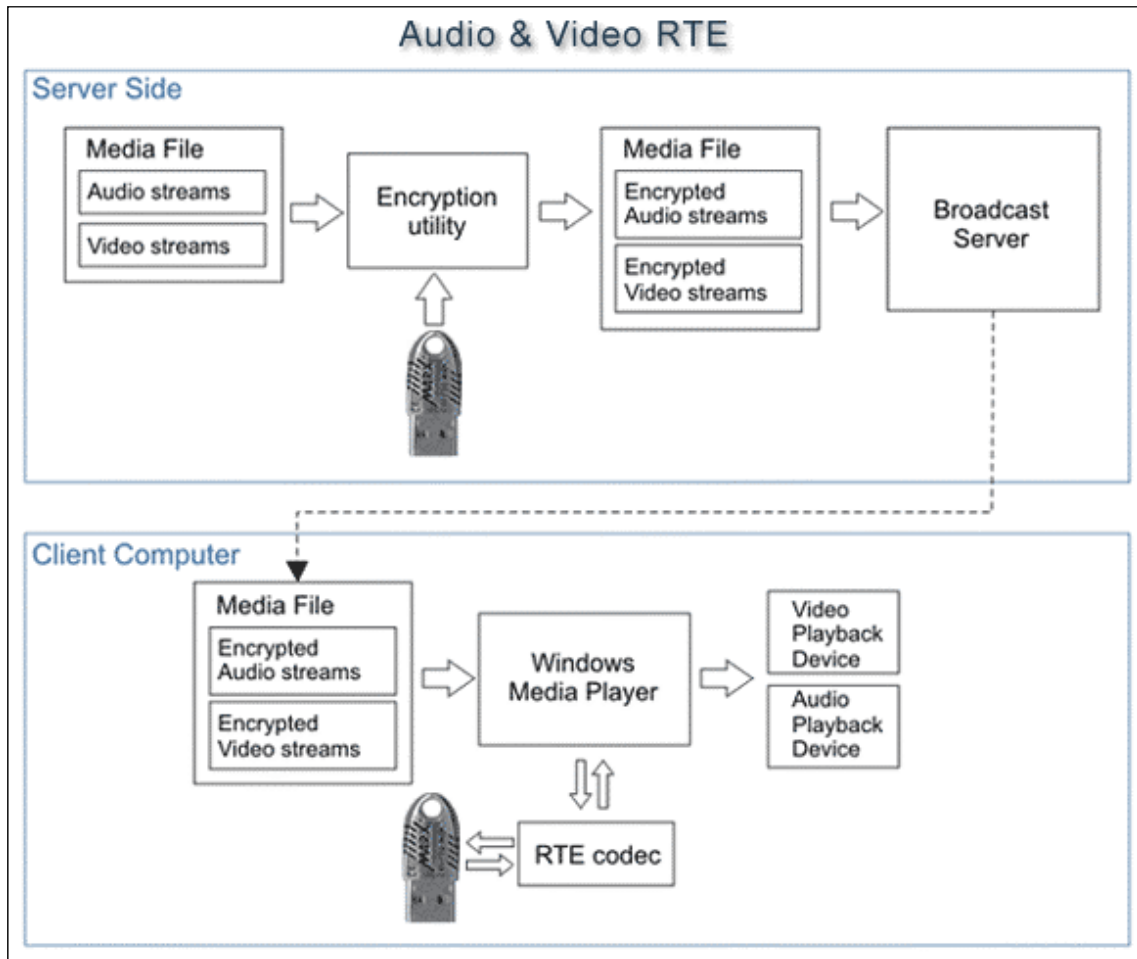 Audio & Video RTE
Server Side
Media File
Audio streams
Video streams
Encryption
utility
Media File
Encrypted
Audio streams
Encrypted
Video streams
Broadcast
Server
MARX
Client Computer
Media File
Encrypted
Audio streams
Encrypted
Video streams
Windows
Media Player
Video
Playback
Device
Audio
Playback
Device
RTE codec
MARX